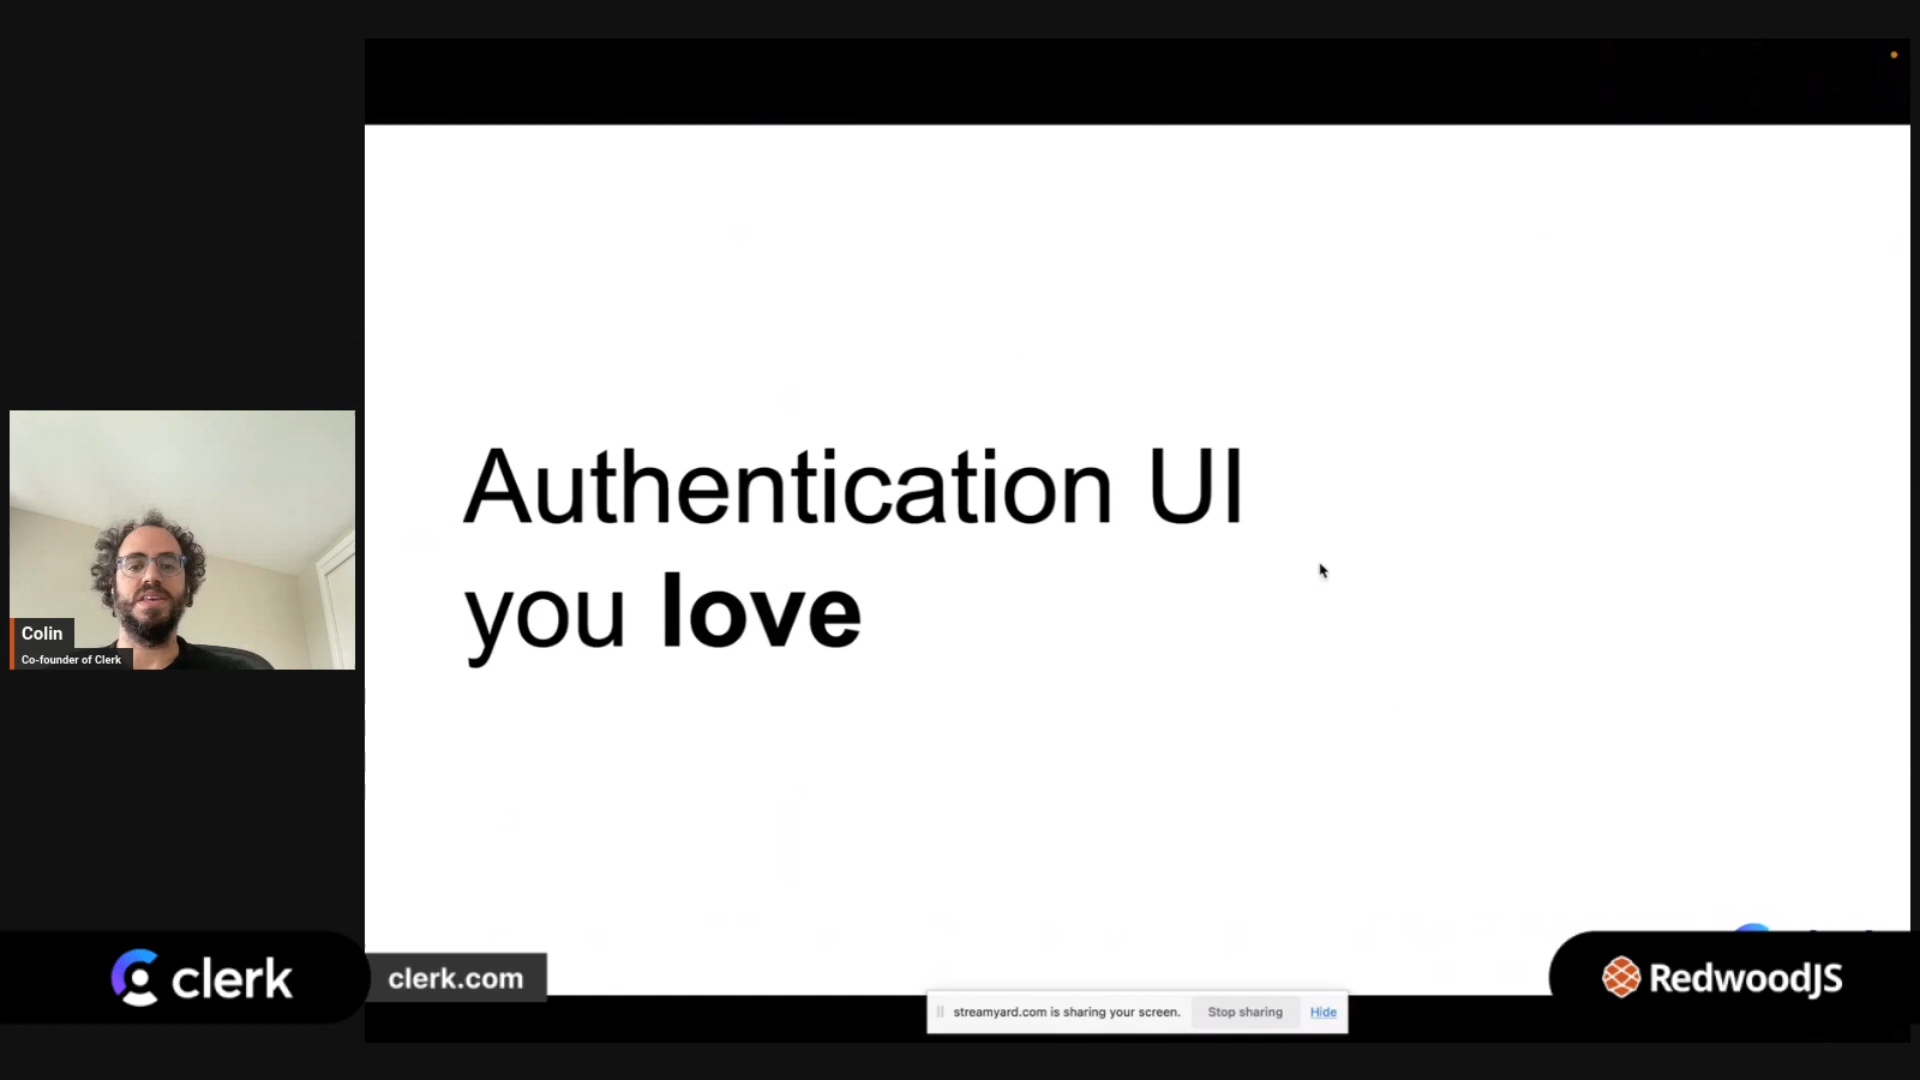 Authentication UI
you love
Colin
Co-founder of Clerk
clerk
clerk.com
RedwoodJS
streamyard.com is sharing your screen.
Stop sharing
Hide